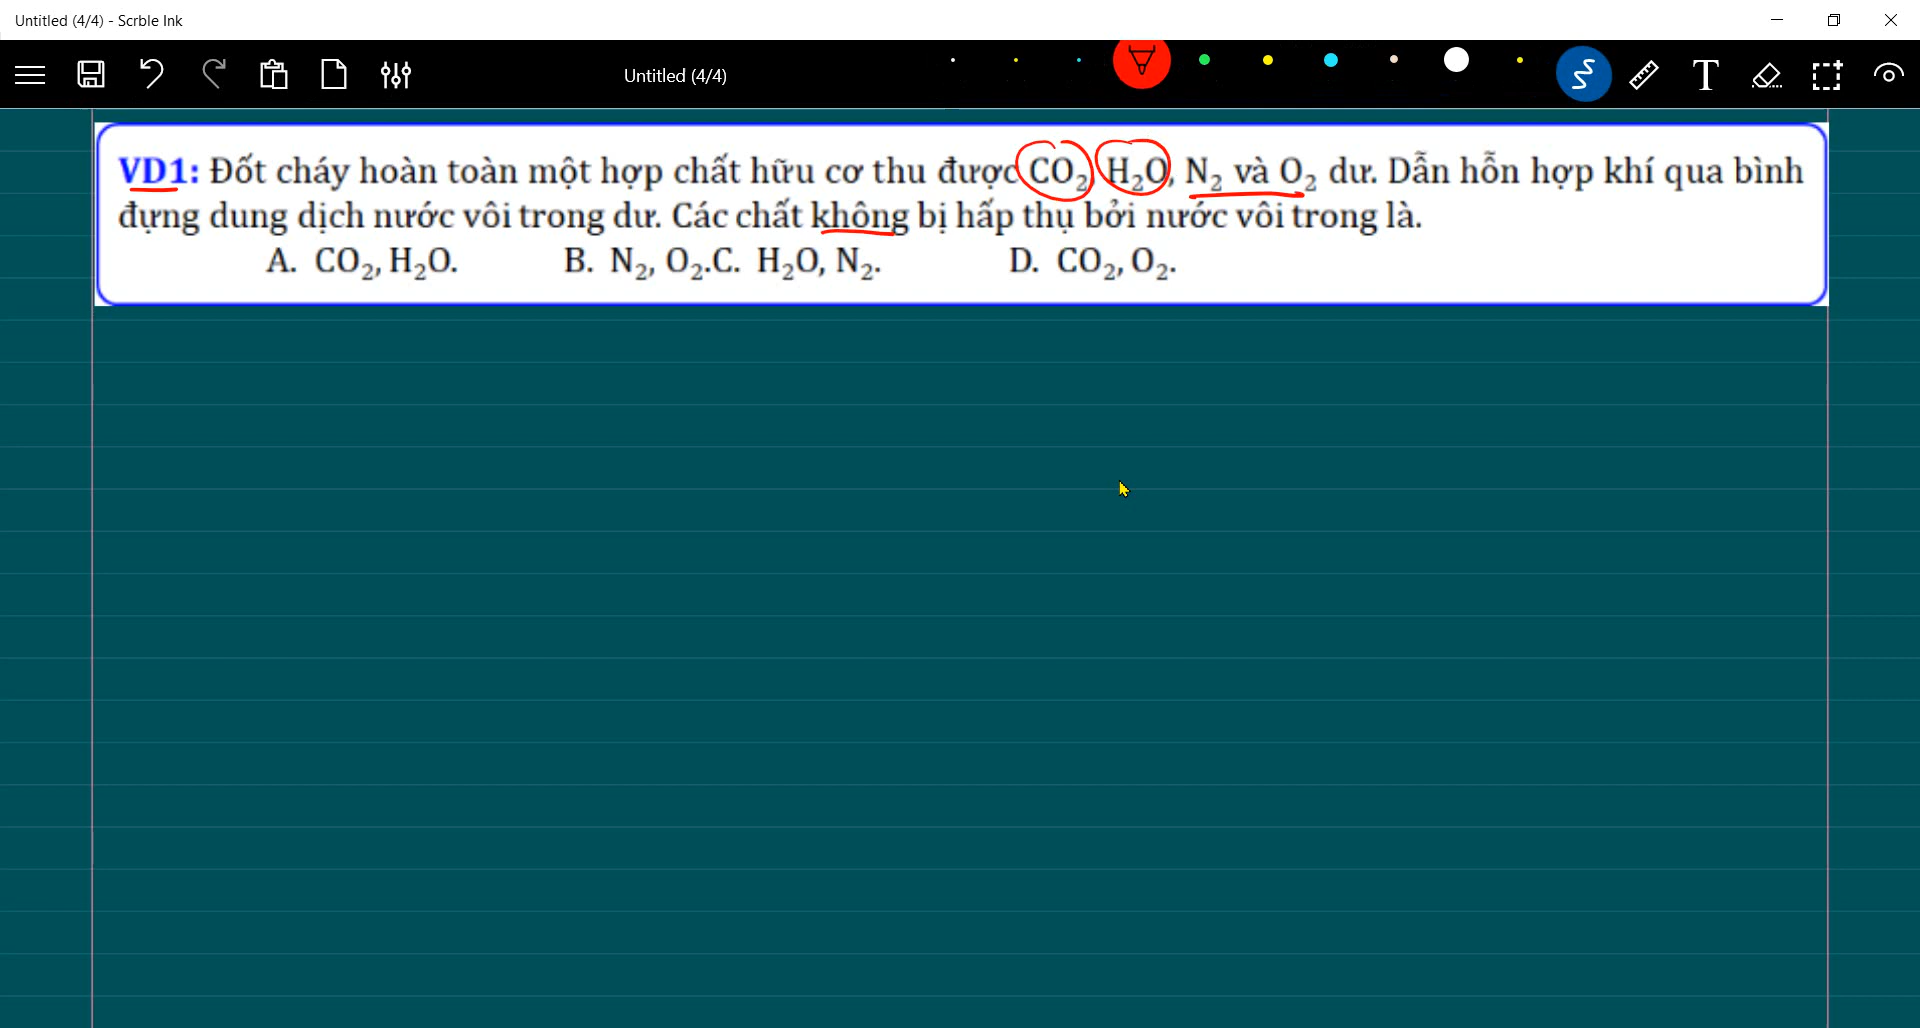 Untitled (4/4) - Scrble Ink
Untitled (4/4)
T
VD1: Đốt cháy hoàn toàn một hợp chất hữu cơ thu được CO₂, H₂O, N₂ và O₂ dư. Dẫn hỗn hợp khí qua bình
đựng dung dịch nước vôi trong dư. Các chất không bị hấp thụ bởi nước vôi trong là.
A. CO₂, H₂O. B. N₂, O₂.C. H₂O, N₂. D. CO₂, O₂.